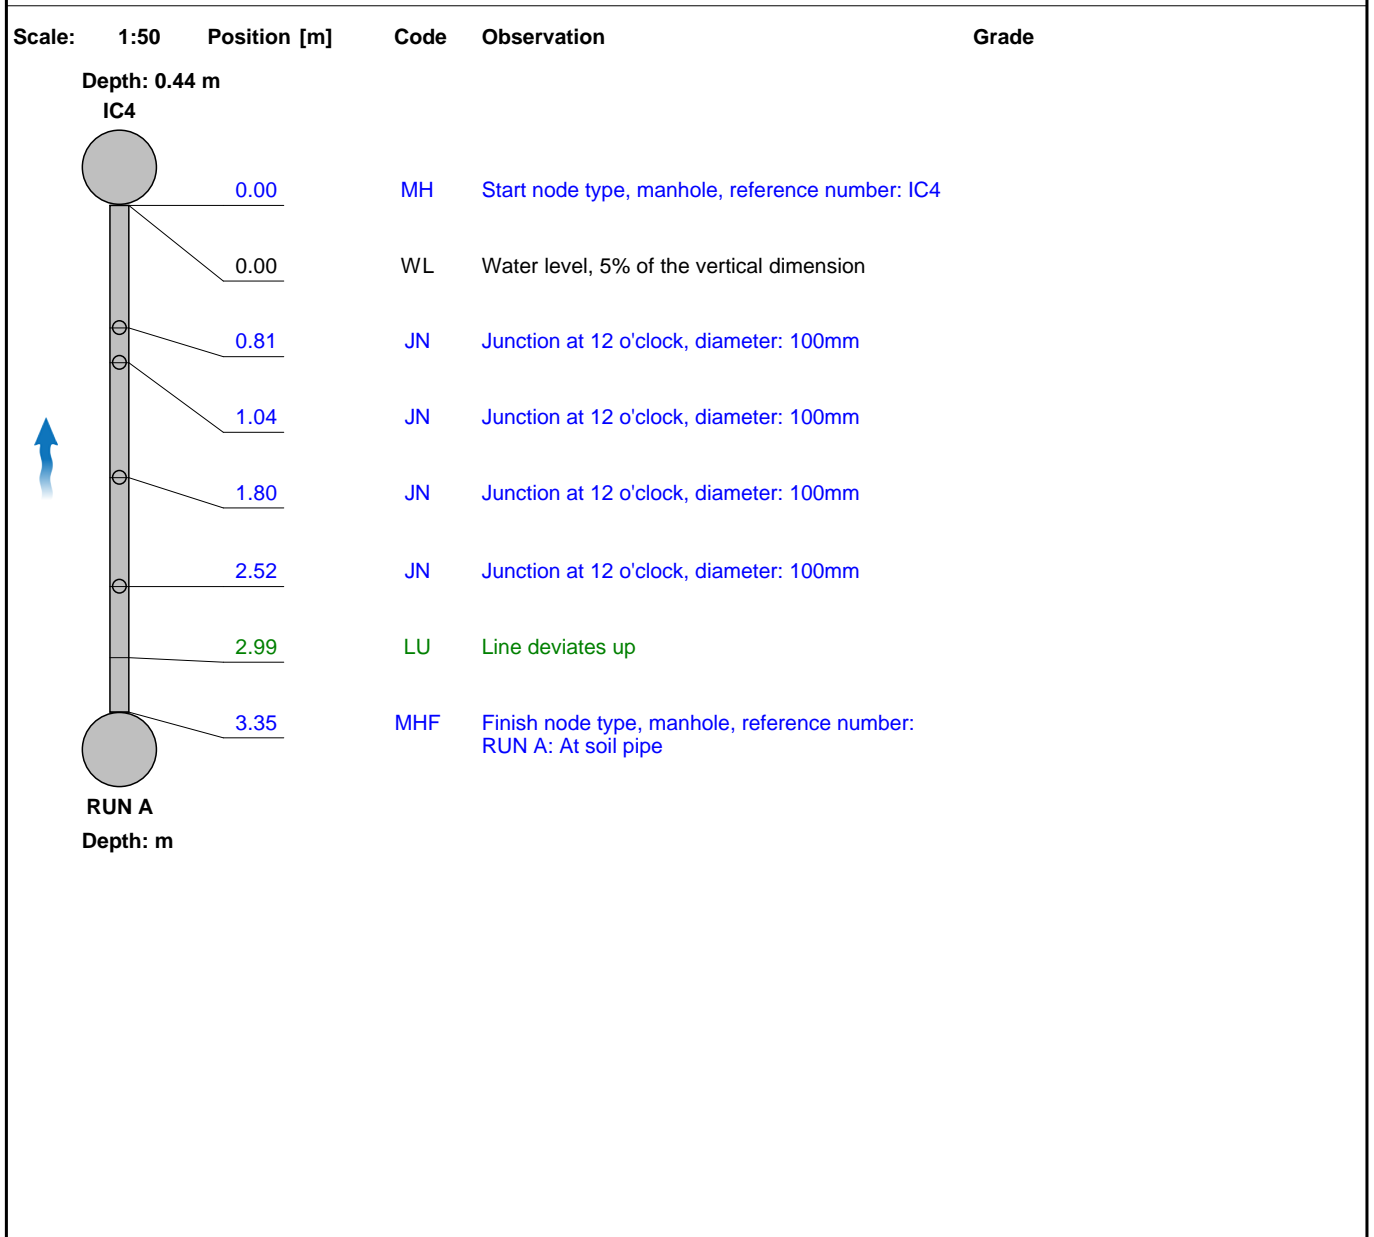 Scale: 1:50 Position [m] Code Observation Grade
Depth: 0.44 m
IC4
0.00 MH Start node type, manhole, reference number: IC4
0.00 WL Water level, 5% of the vertical dimension
0.81 JN Junction at 12 o'clock, diameter: 100mm
1.04 JN Junction at 12 o'clock, diameter: 100mm
1.80 JN Junction at 12 o'clock, diameter: 100mm
2.52 JN Junction at 12 o'clock, diameter: 100mm
2.99 LU Line deviates up
3.35 MHF Finish node type, manhole, reference number:
RUN A: At soil pipe
RUN A
Depth: m